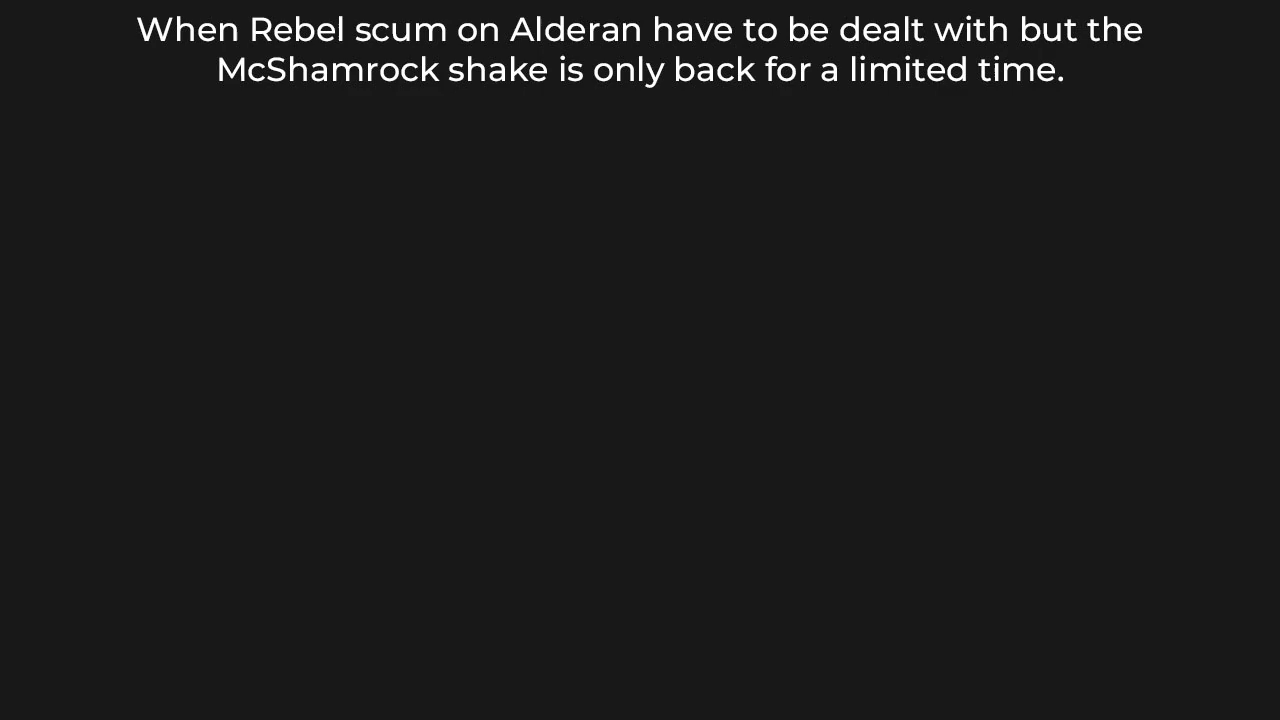 When Rebel scum on Alderan have to be dealt with but the
McShamrock shake is only back for a limited time.